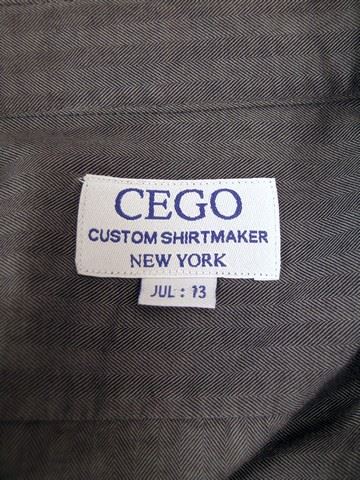 CEGO
CUSTOM SHIRTMAKER
NEW YORK
JUL : 13